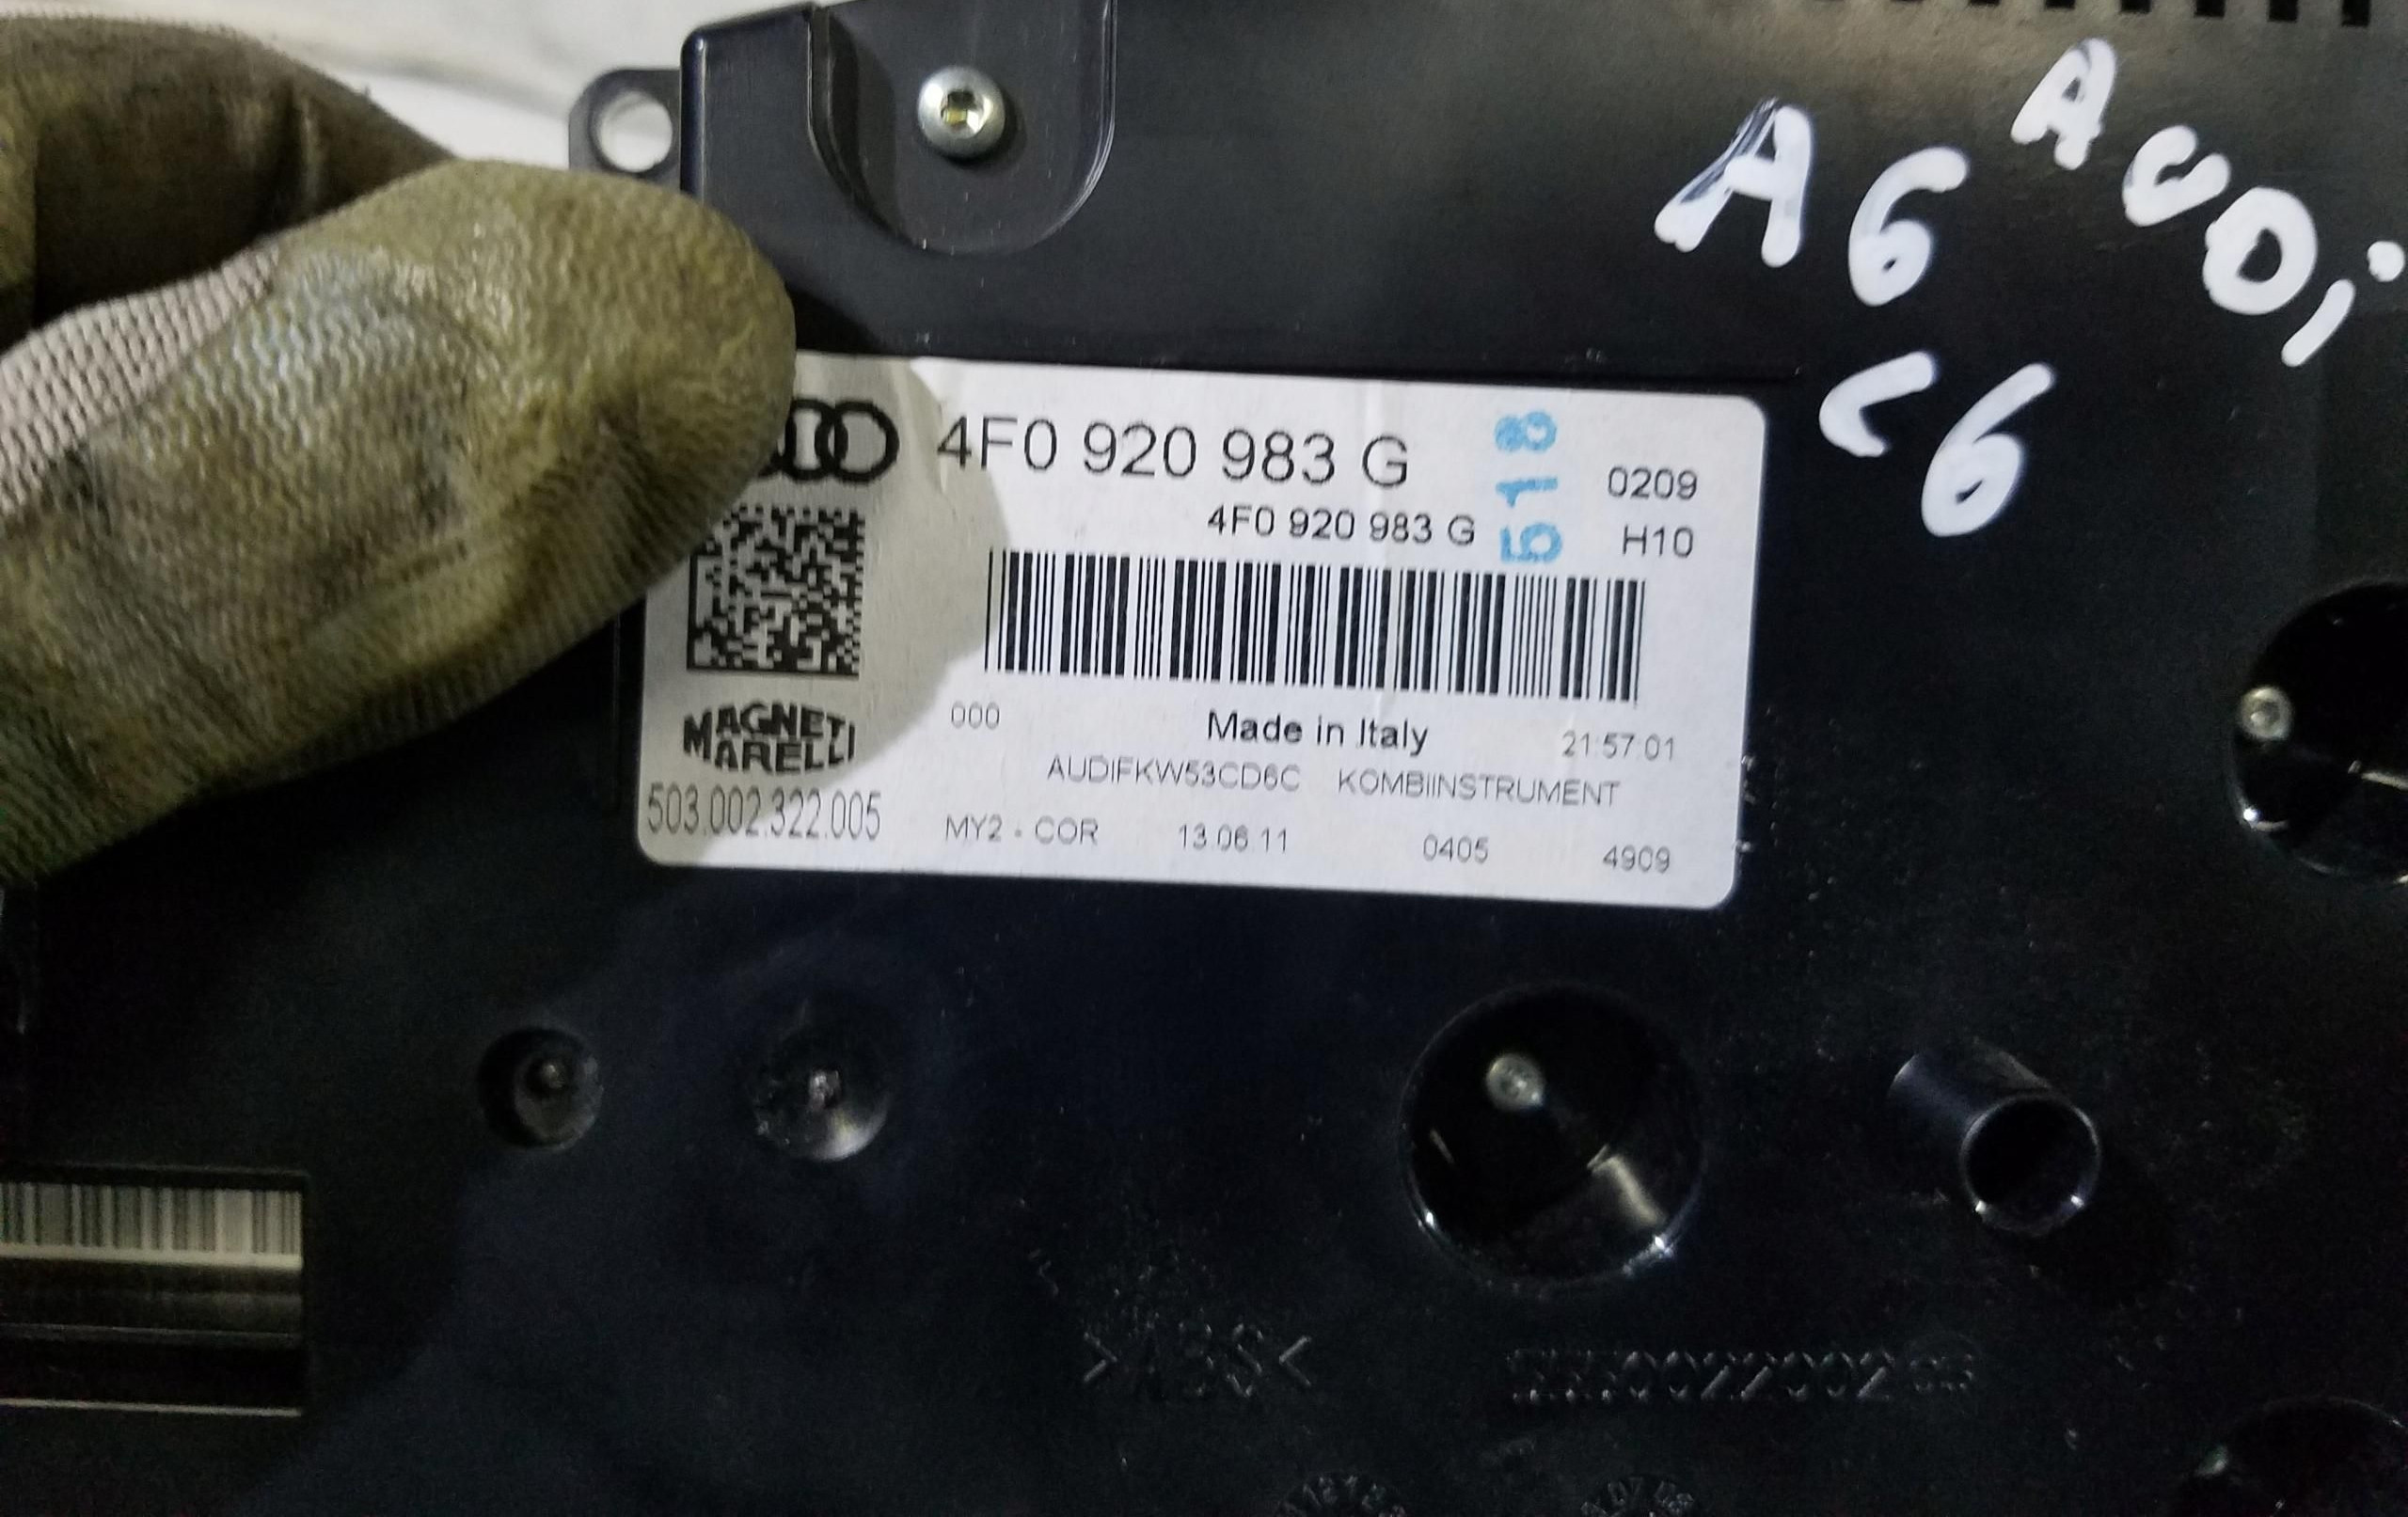 AUDi
A6
C6
4F0 920 983 G
518
0209
4F0 920 983 G
H10
MAGNETI
MARELLI
000
Made in Italy
21:57:01
AUDIFKW53CD6C KOMBIINSTRUMENT
503.002.322.005
MY2 - COR 13.06.11 0405 4909
>ABS<